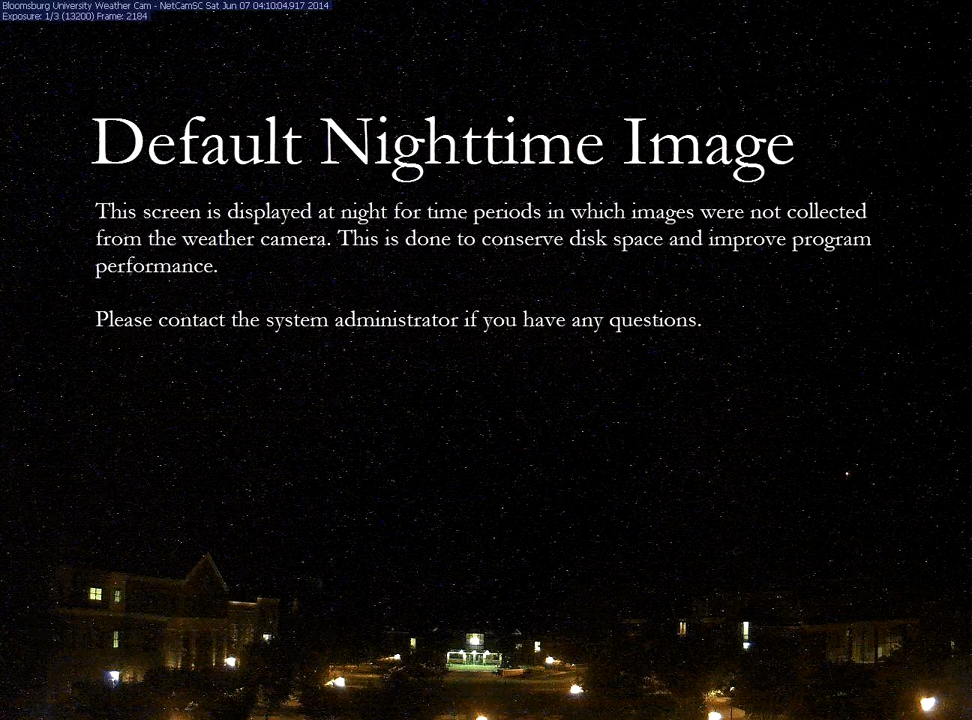 Bloomsburg University Weather Cam - NetCamSC Sat Jun 07 04:10:04.917 2014
Exposure: 1/3 (13200) Frame: 2184
Default Nighttime Image
This screen is displayed at night for time periods in which images were not collected
from the weather camera. This is done to conserve disk space and improve program
performance.
Please contact the system administrator if you have any questions.